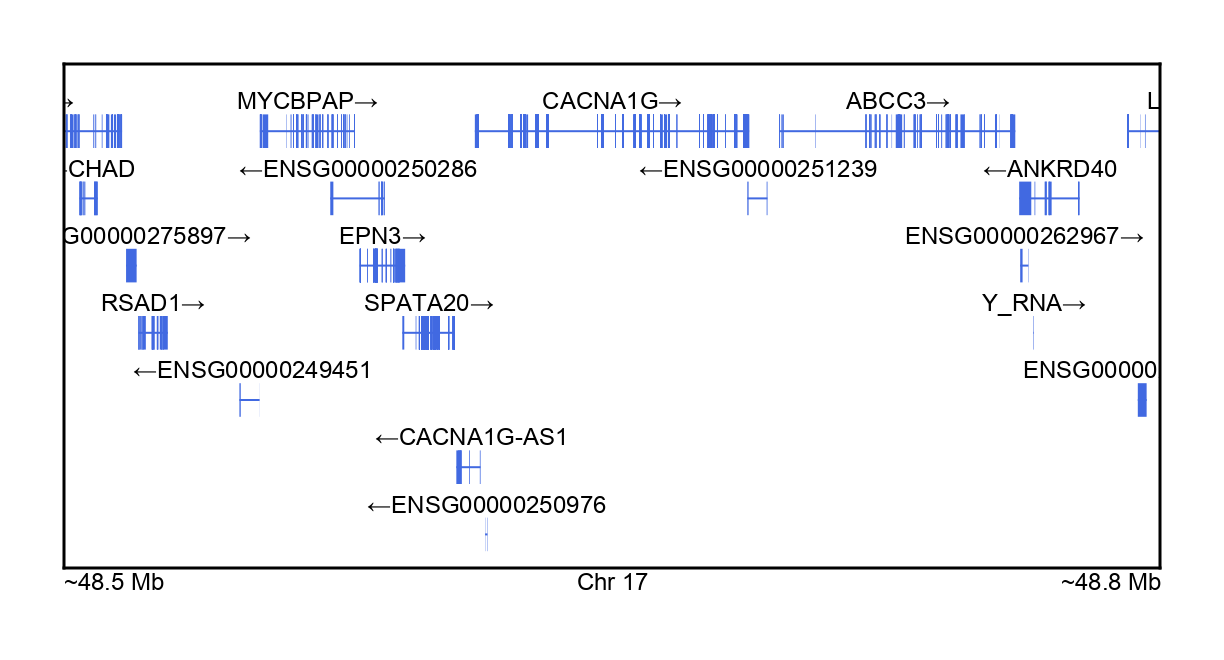 → MYCBPAP→ CACNA1G→ ABCC3→ L
CHAD ←ENSG00000250286 ←ENSG00000251239 ←ANKRD40
G00000275897→ EPN3→ ENSG00000262967→
RSAD1→ SPATA20→ Y_RNA→
←ENSG00000249451 ENSG00000
←CACNA1G-AS1
←ENSG00000250976
~48.5 Mb Chr 17 ~48.8 Mb